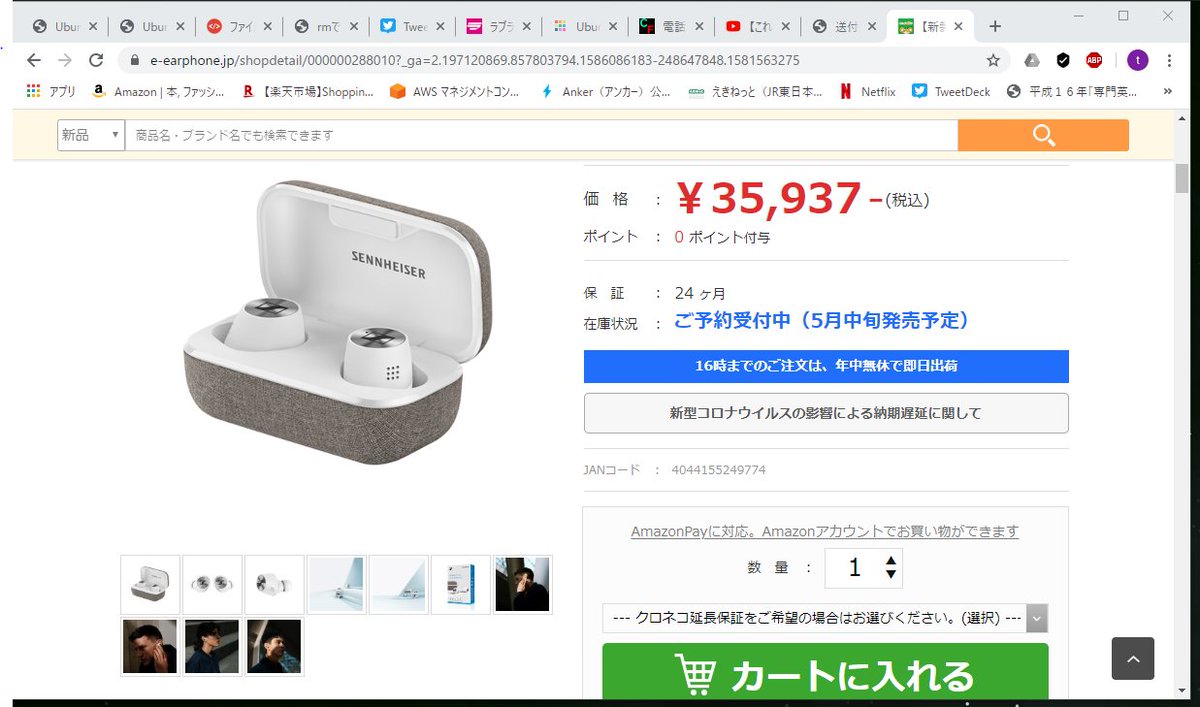 Ubur
Ubur
ファイ
rmで
Twee
ラブラ
Ubur
電話
【これ
送付
【新
e-earphone.jp/shopdetail/000000288010?_ga=2.197120869.857803794.1586086183-248647848.1581563275
ABP
t
アプリ
Amazon | 本, ファッシ...
【楽天市場】Shoppin...
AWS マネジメントコン...
Anker（アンカー）公...
えきねっと（JR東日本...
Netflix
TweetDeck
平成１６年「専門英...
新品
商品名・ブランド名でも検索できます
SENNHEISER
価 格 : ￥35,937 -(税込)
ポイント : 0 ポイント付与
保 証 : 24 ヶ月
在庫状況 : ご予約受付中（5月中旬発売予定）
16時までのご注文は、年中無休で即日出荷
新型コロナウイルスの影響による納期遅延に関して
JANコード : 4044155249774
AmazonPayに対応。Amazonアカウントでお買い物ができます
数 量 : 1
--- クロネコ延長保証をご希望の場合はお選びください。(選択) ---
カートに入れる